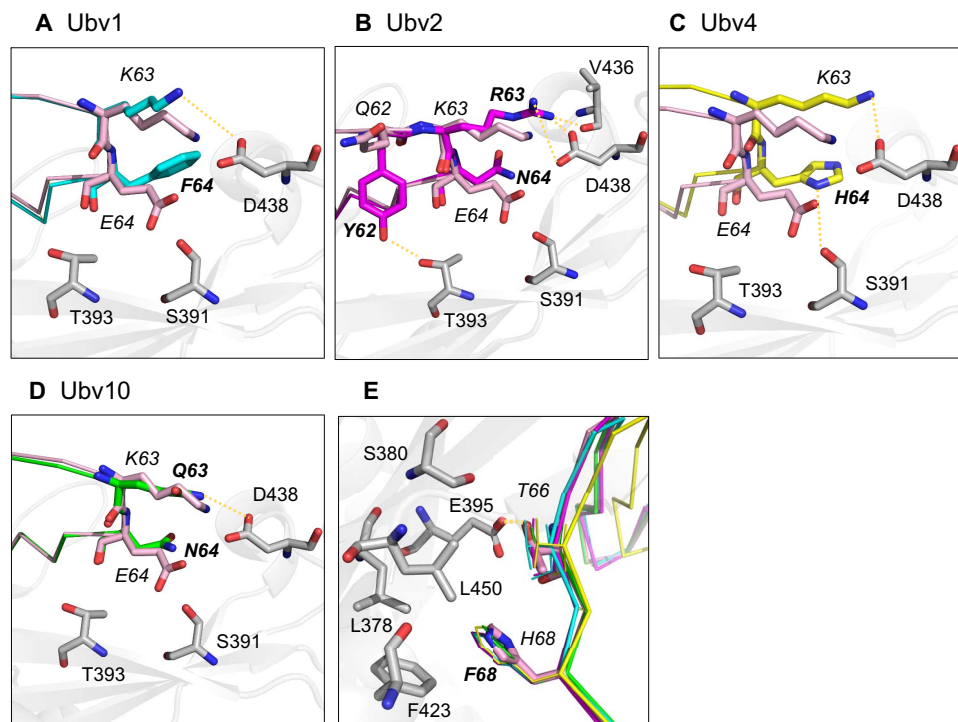 A Ubv1
B Ubv2
C Ubv4
K63
F64
E64
D438
T393
S391
Q62
K63
R63
V436
N64
D438
E64
Y62
S391
T393
K63
H64
D438
E64
T393
S391
D Ubv10
E
K63
Q63
D438
N64
E64
S391
T393
S380
E395
T66
L450
L378
H68
F68
F423